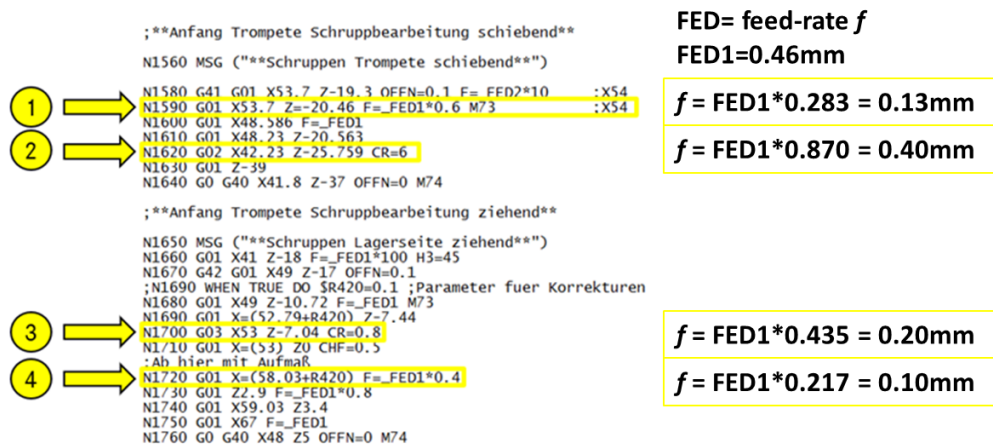 ;**Anfang Trompete Schruppbearbeitung schiebend**
N1560 MSG ("**Schruppen Trompete schiebend**")
N1580 G41 G01 X53.7 Z-19.3 OFFN=0.1 F=_FED2*10 ;X54
1
N1590 G01 X53.7 Z=-20.46 F=_FED1*0.6 M73 ;X54
N1600 G01 X48.586 F=_FED1
N1610 G01 X48.23 Z-20.563
2
N1620 G02 X42.23 Z-25.759 CR=6
N1630 G01 Z-39
N1640 G0 G40 X41.8 Z-37 OFFN=0 M74
;**Anfang Trompete Schruppbearbeitung ziehend**
N1650 MSG ("**Schruppen Lagerseite ziehend**")
N1660 G01 X41 Z-18 F=_FED1*100 H3=45
N1670 G42 G01 X49 Z-17 OFFN=0.1
;N1690 WHEN TRUE DO $R420=0.1 ;Parameter fuer Korrekturen
N1680 G01 X49 Z-10.72 F=_FED1 M73
N1690 G01 X=(52.79+R420) Z-7.44
3
N1700 G03 X53 Z-7.04 CR=0.8
N1710 G01 X=(53) Z0 CHF=0.5
;Ab hier mit Aufmaß
4
N1720 G01 X=(58.03+R420) F=_FED1*0.4
N1730 G01 Z2.9 F=_FED1*0.8
N1740 G01 X59.03 Z3.4
N1750 G01 X67 F=_FED1
N1760 G0 G40 X48 Z5 OFFN=0 M74
FED= feed-rate f
FED1=0.46mm
f = FED1*0.283 = 0.13mm
f = FED1*0.870 = 0.40mm
f = FED1*0.435 = 0.20mm
f = FED1*0.217 = 0.10mm